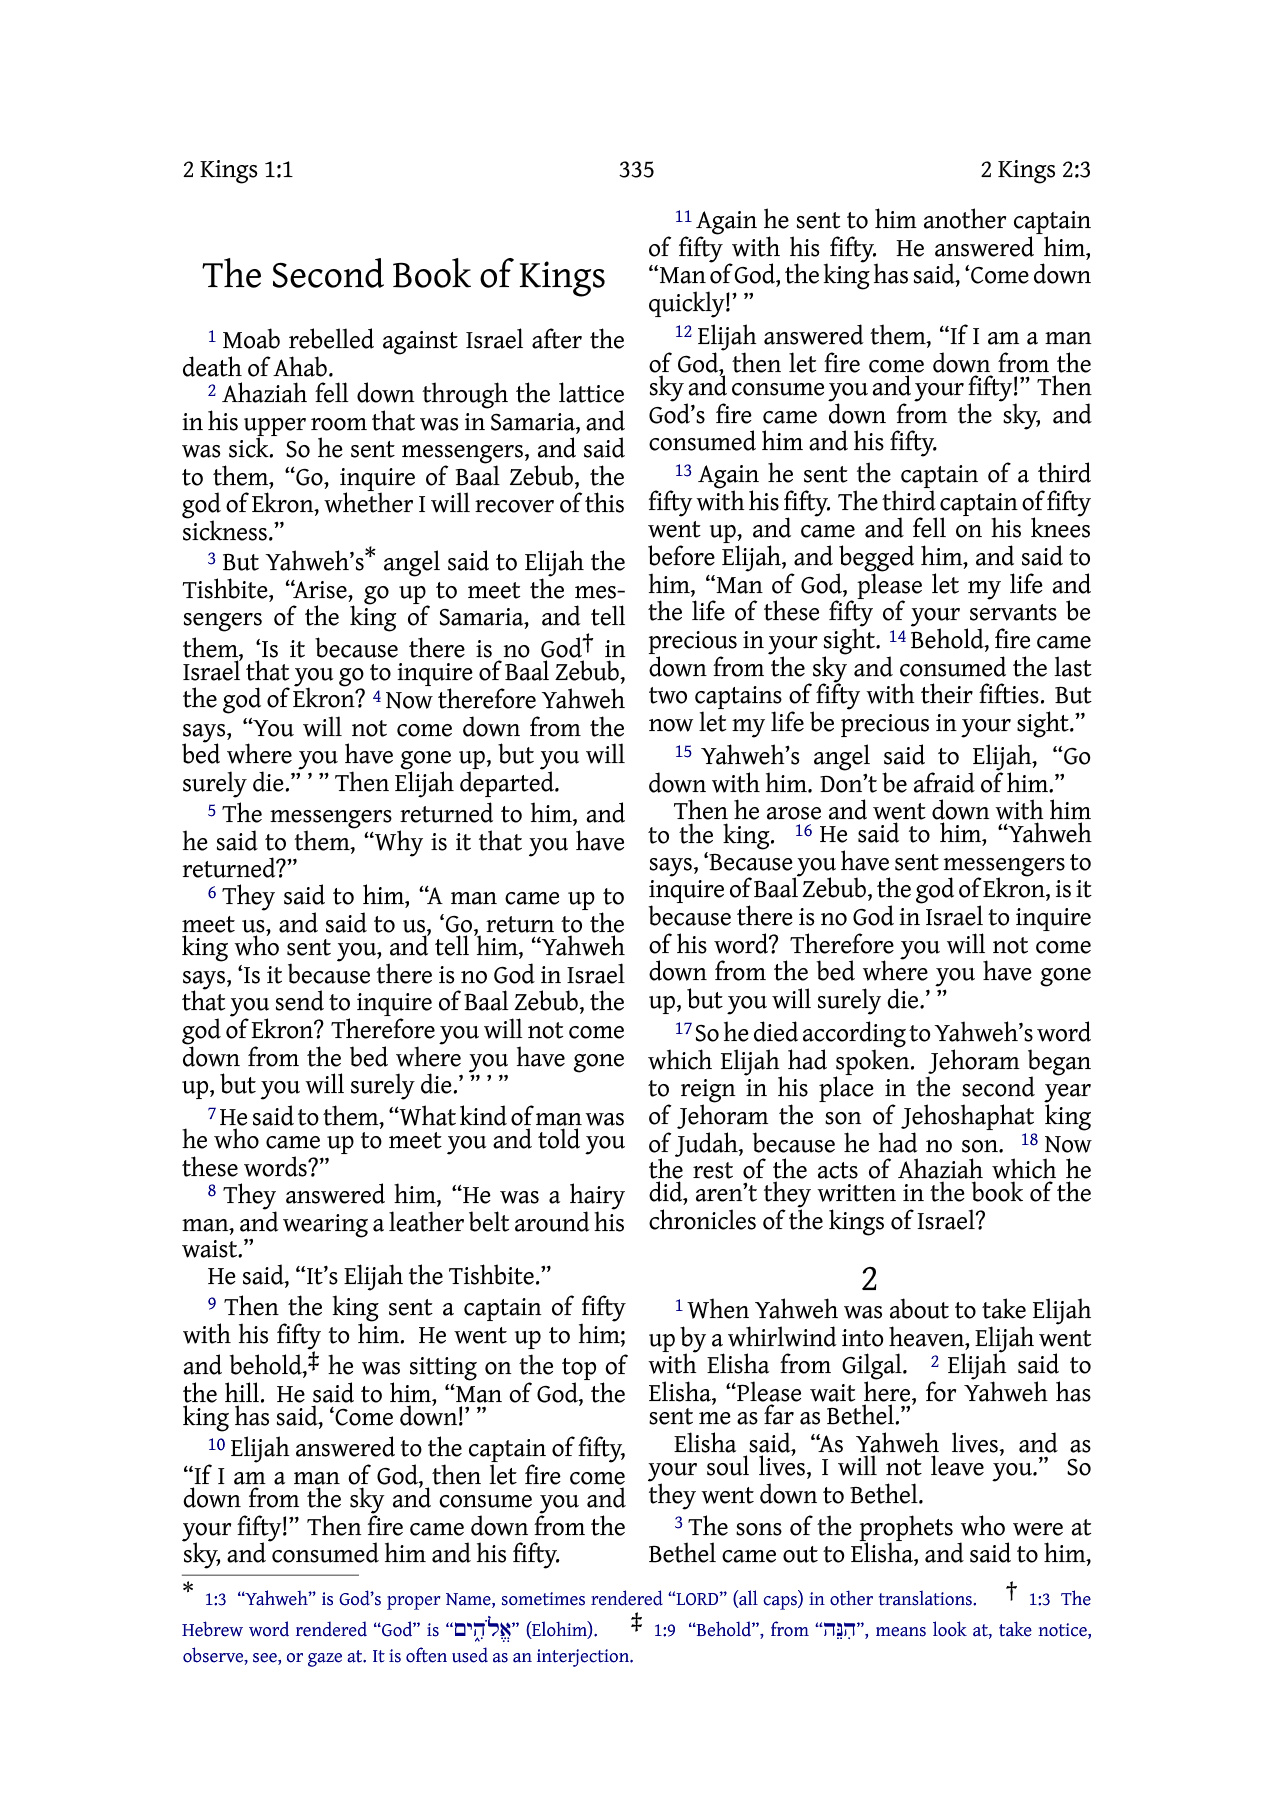 2 Kings 1:1 335 2 Kings 2:3
The Second Book of Kings
1 Moab rebelled against Israel after the
death of Ahab.
2 Ahaziah fell down through the lattice
in his upper room that was in Samaria, and
was sick. So he sent messengers, and said
to them, “Go, inquire of Baal Zebub, the
god of Ekron, whether I will recover of this
sickness.”
3 But Yahweh’s* angel said to Elijah the
Tishbite, “Arise, go up to meet the mes-
sengers of the king of Samaria, and tell
them, ‘Is it because there is no God† in
Israel that you go to inquire of Baal Zebub,
the god of Ekron? 4 Now therefore Yahweh
says, “You will not come down from the
bed where you have gone up, but you will
surely die.” ’ ” Then Elijah departed.
5 The messengers returned to him, and
he said to them, “Why is it that you have
returned?”
6 They said to him, “A man came up to
meet us, and said to us, ‘Go, return to the
king who sent you, and tell him, “Yahweh
says, ‘Is it because there is no God in Israel
that you send to inquire of Baal Zebub, the
god of Ekron? Therefore you will not come
down from the bed where you have gone
up, but you will surely die.’ ” ’ ”
7 He said to them, “What kind of man was
he who came up to meet you and told you
these words?”
8 They answered him, “He was a hairy
man, and wearing a leather belt around his
waist.”
He said, “It’s Elijah the Tishbite.”
9 Then the king sent a captain of fifty
with his fifty to him. He went up to him;
and behold,‡ he was sitting on the top of
the hill. He said to him, “Man of God, the
king has said, ‘Come down!’ ”
10 Elijah answered to the captain of fifty,
“If I am a man of God, then let fire come
down from the sky and consume you and
your fifty!” Then fire came down from the
sky, and consumed him and his fifty.
11 Again he sent to him another captain
of fifty with his fifty. He answered him,
“Man of God, the king has said, ‘Come down
quickly!’ ”
12 Elijah answered them, “If I am a man
of God, then let fire come down from the
sky and consume you and your fifty!” Then
God’s fire came down from the sky, and
consumed him and his fifty.
13 Again he sent the captain of a third
fifty with his fifty. The third captain of fifty
went up, and came and fell on his knees
before Elijah, and begged him, and said to
him, “Man of God, please let my life and
the life of these fifty of your servants be
precious in your sight. 14 Behold, fire came
down from the sky and consumed the last
two captains of fifty with their fifties. But
now let my life be precious in your sight.”
15 Yahweh’s angel said to Elijah, “Go
down with him. Don’t be afraid of him.”
Then he arose and went down with him
to the king. 16 He said to him, “Yahweh
says, ‘Because you have sent messengers to
inquire of Baal Zebub, the god of Ekron, is it
because there is no God in Israel to inquire
of his word? Therefore you will not come
down from the bed where you have gone
up, but you will surely die.’ ”
17 So he died according to Yahweh’s word
which Elijah had spoken. Jehoram began
to reign in his place in the second year
of Jehoram the son of Jehoshaphat king
of Judah, because he had no son. 18 Now
the rest of the acts of Ahaziah which he
did, aren’t they written in the book of the
chronicles of the kings of Israel?
2
1 When Yahweh was about to take Elijah
up by a whirlwind into heaven, Elijah went
with Elisha from Gilgal. 2 Elijah said to
Elisha, “Please wait here, for Yahweh has
sent me as far as Bethel.”
Elisha said, “As Yahweh lives, and as
your soul lives, I will not leave you.” So
they went down to Bethel.
3 The sons of the prophets who were at
Bethel came out to Elisha, and said to him,
* 1:3 “Yahweh” is God’s proper Name, sometimes rendered “LORD” (all caps) in other translations. † 1:3 The
Hebrew word rendered “God” is “אֱלֹהִ֑ים” (Elohim). ‡ 1:9 “Behold”, from “הִנֵּה”, means look at, take notice,
observe, see, or gaze at. It is often used as an interjection.